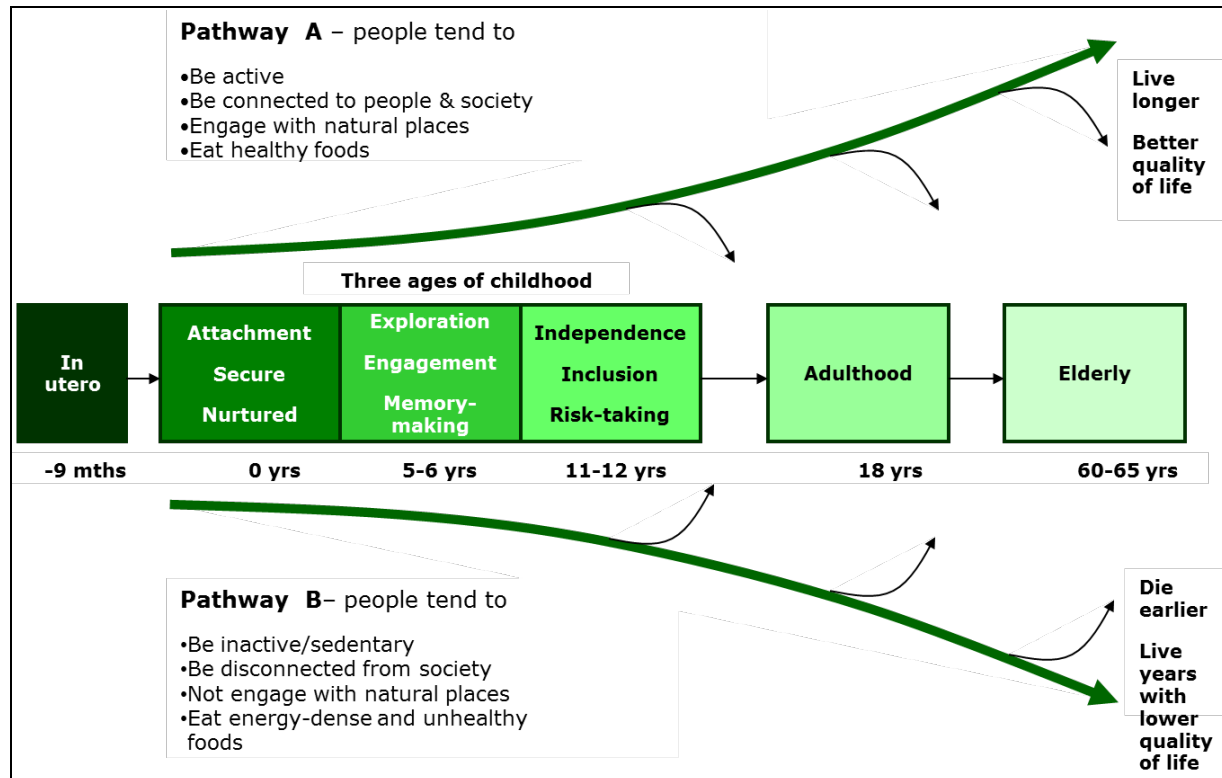 Pathway A – people tend to
•Be active
•Be connected to people & society
•Engage with natural places
•Eat healthy foods
Live
longer
Better
quality
of life
Three ages of childhood
In
utero
Attachment
Secure
Nurtured
Exploration
Engagement
Memory-
making
Independence
Inclusion
Risk-taking
Adulthood
Elderly
-9 mths
0 yrs
5-6 yrs
11-12 yrs
18 yrs
60-65 yrs
Pathway B– people tend to
•Be inactive/sedentary
•Be disconnected from society
•Not engage with natural places
•Eat energy-dense and unhealthy
foods
Die
earlier
Live
years
with
lower
quality
of life